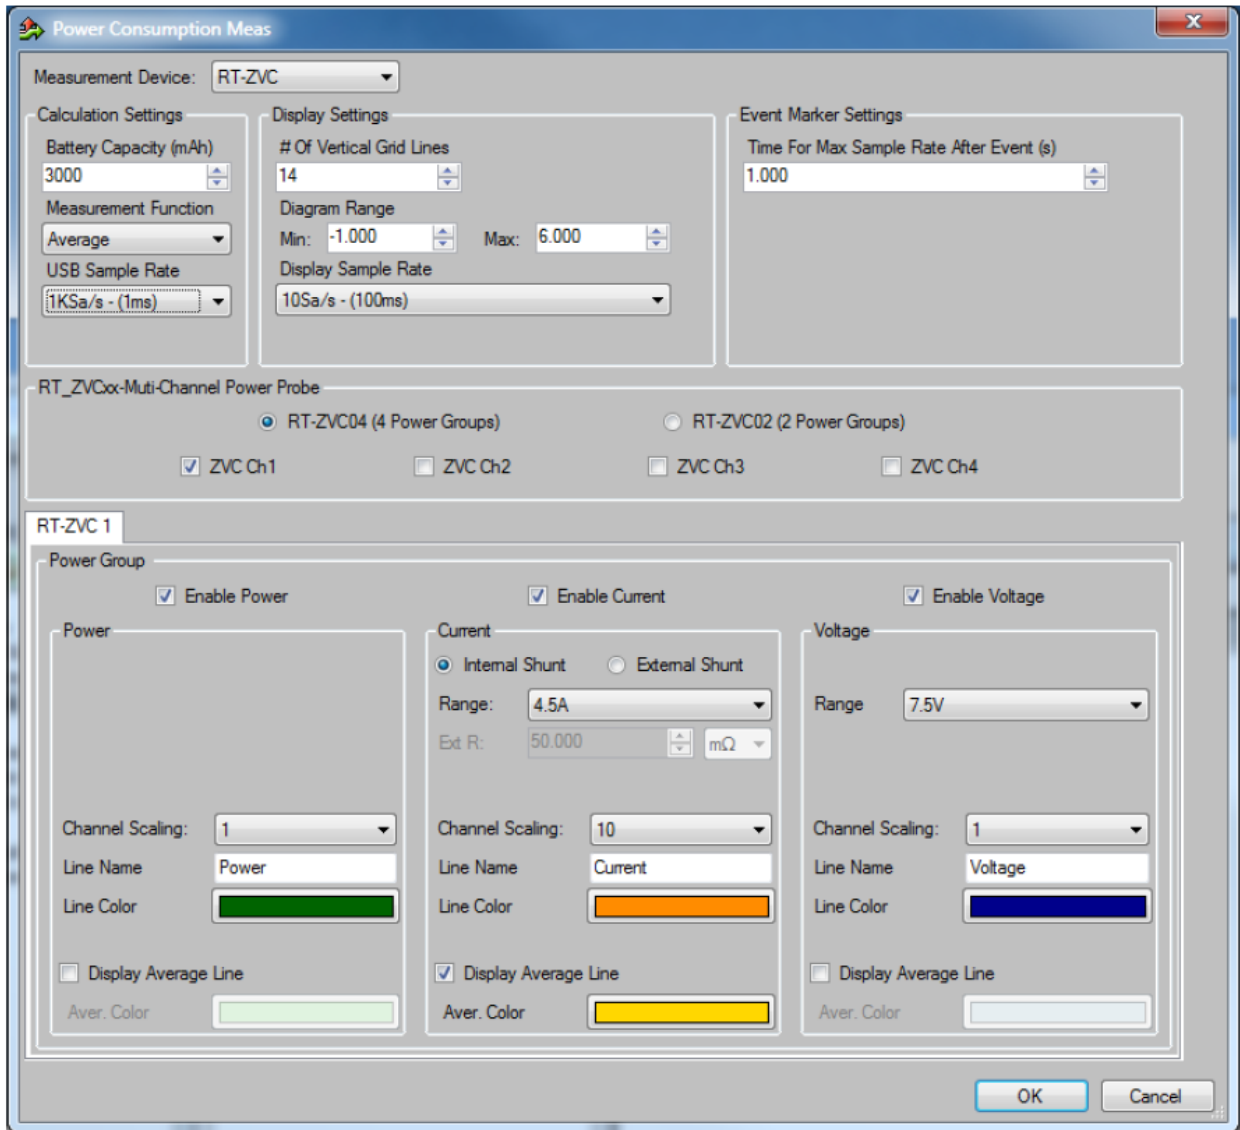 Power Consumption Meas
X
Measurement Device: RT-ZVC
Calculation Settings
Battery Capacity (mAh)
3000
Measurement Function
Average
USB Sample Rate
1KSa/s - (1ms)
Display Settings
# Of Vertical Grid Lines
14
Diagram Range
Min: -1.000 Max: 6.000
Display Sample Rate
10Sa/s - (100ms)
Event Marker Settings
Time For Max Sample Rate After Event (s)
1.000
RT_ZVCxx-Muti-Channel Power Probe
RT-ZVC04 (4 Power Groups) RT-ZVC02 (2 Power Groups)
ZVC Ch1 ZVC Ch2 ZVC Ch3 ZVC Ch4
RT-ZVC 1
Power Group
Enable Power Enable Current Enable Voltage
Power
Channel Scaling: 1
Line Name Power
Line Color
Display Average Line
Aver. Color
Current
Internal Shunt External Shunt
Range: 4.5A
Ext R: 50.000 mΩ
Channel Scaling: 10
Line Name Current
Line Color
Display Average Line
Aver. Color
Voltage
Range 7.5V
Channel Scaling: 1
Line Name Voltage
Line Color
Display Average Line
Aver. Color
OK Cancel